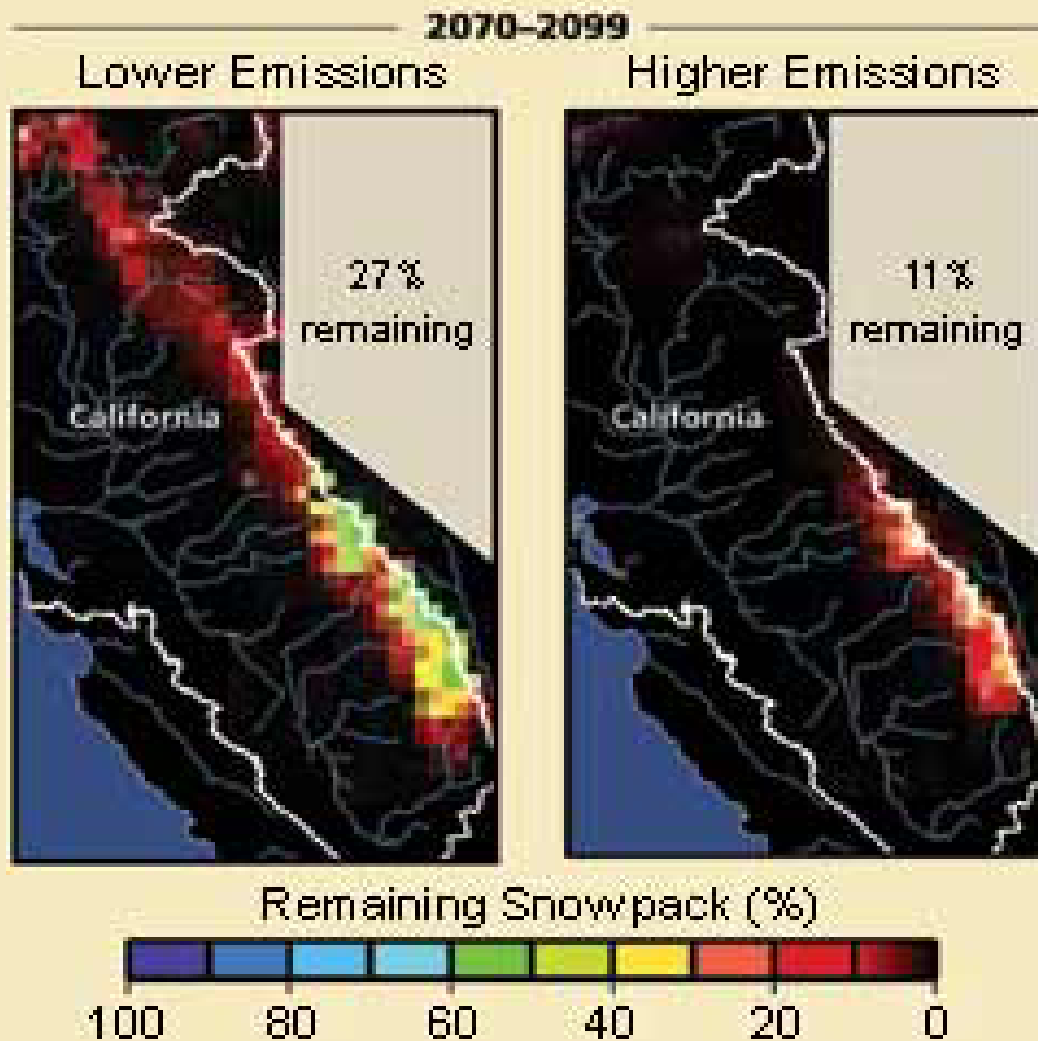 2070–2099
Lower Emissions
Higher Emissions
27%
remaining
California
11%
remaining
California
Remaining Snowpack (%)
100 80 60 40 20 0